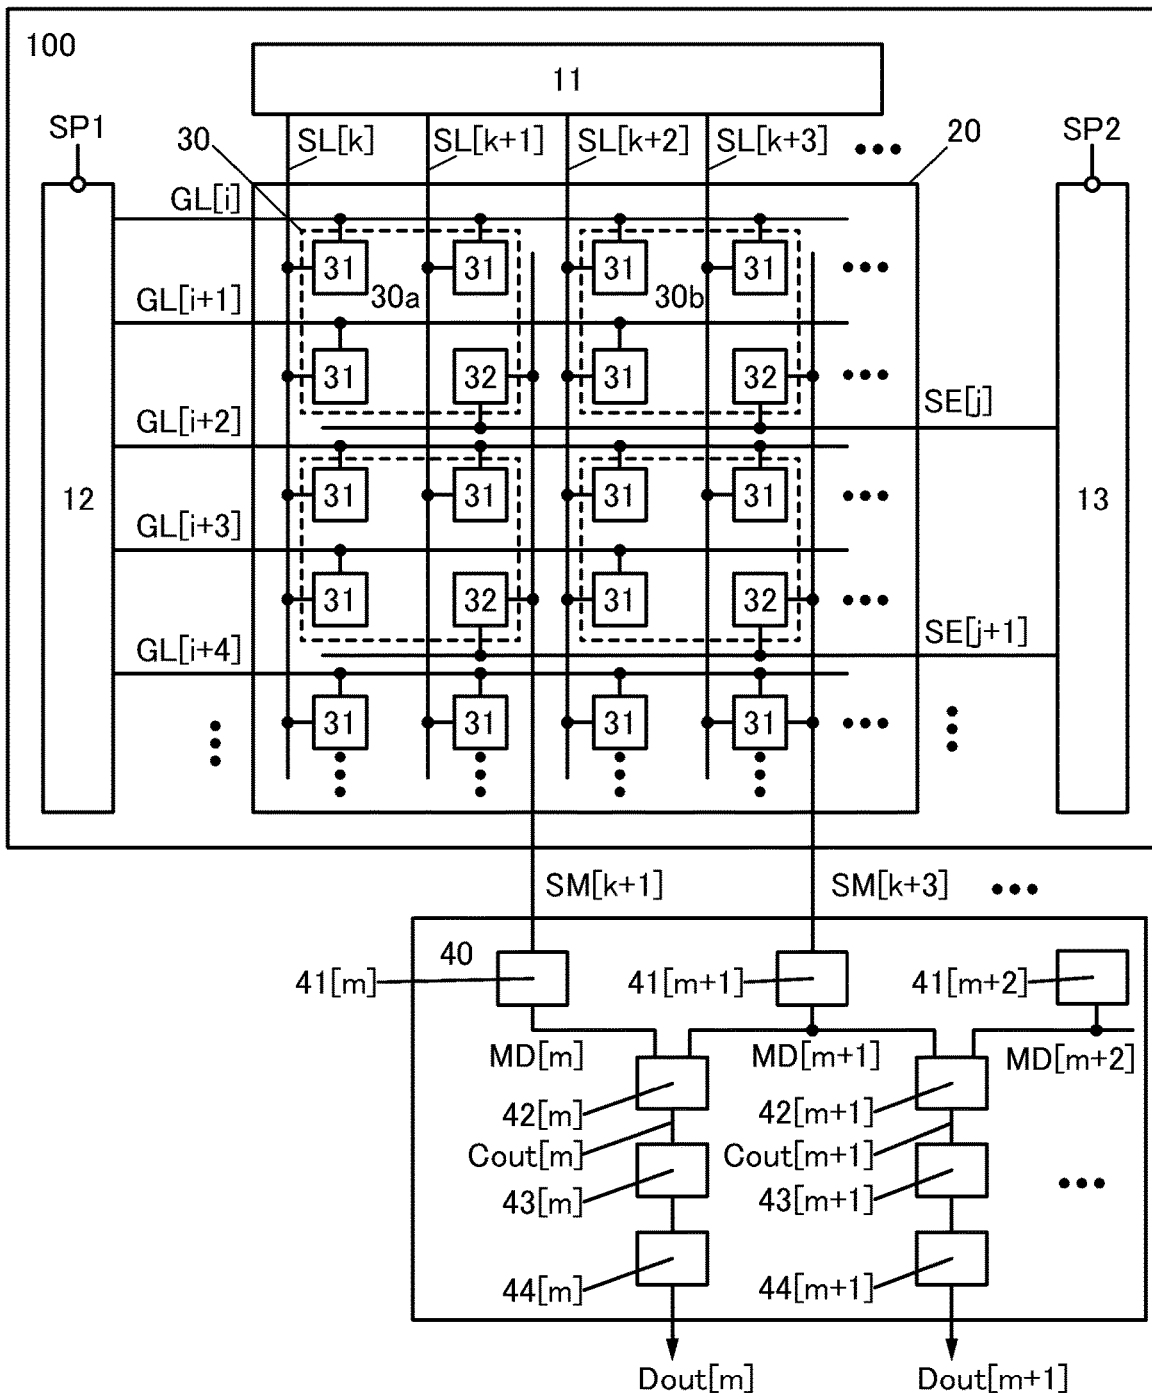 100
11
SP1
30
SL[k]
SL[k+1]
SL[k+2]
SL[k+3]
20
SP2
GL[i]
31
31
31
31
30a
30b
GL[i+1]
31
32
31
32
SE[j]
GL[i+2]
12
31
31
31
31
13
GL[i+3]
31
32
31
32
SE[j+1]
GL[i+4]
31
31
31
31
SM[k+1]
SM[k+3]
40
41[m]
41[m+1]
41[m+2]
MD[m]
MD[m+1]
MD[m+2]
42[m]
42[m+1]
Cout[m]
Cout[m+1]
43[m]
43[m+1]
44[m]
44[m+1]
Dout[m]
Dout[m+1]